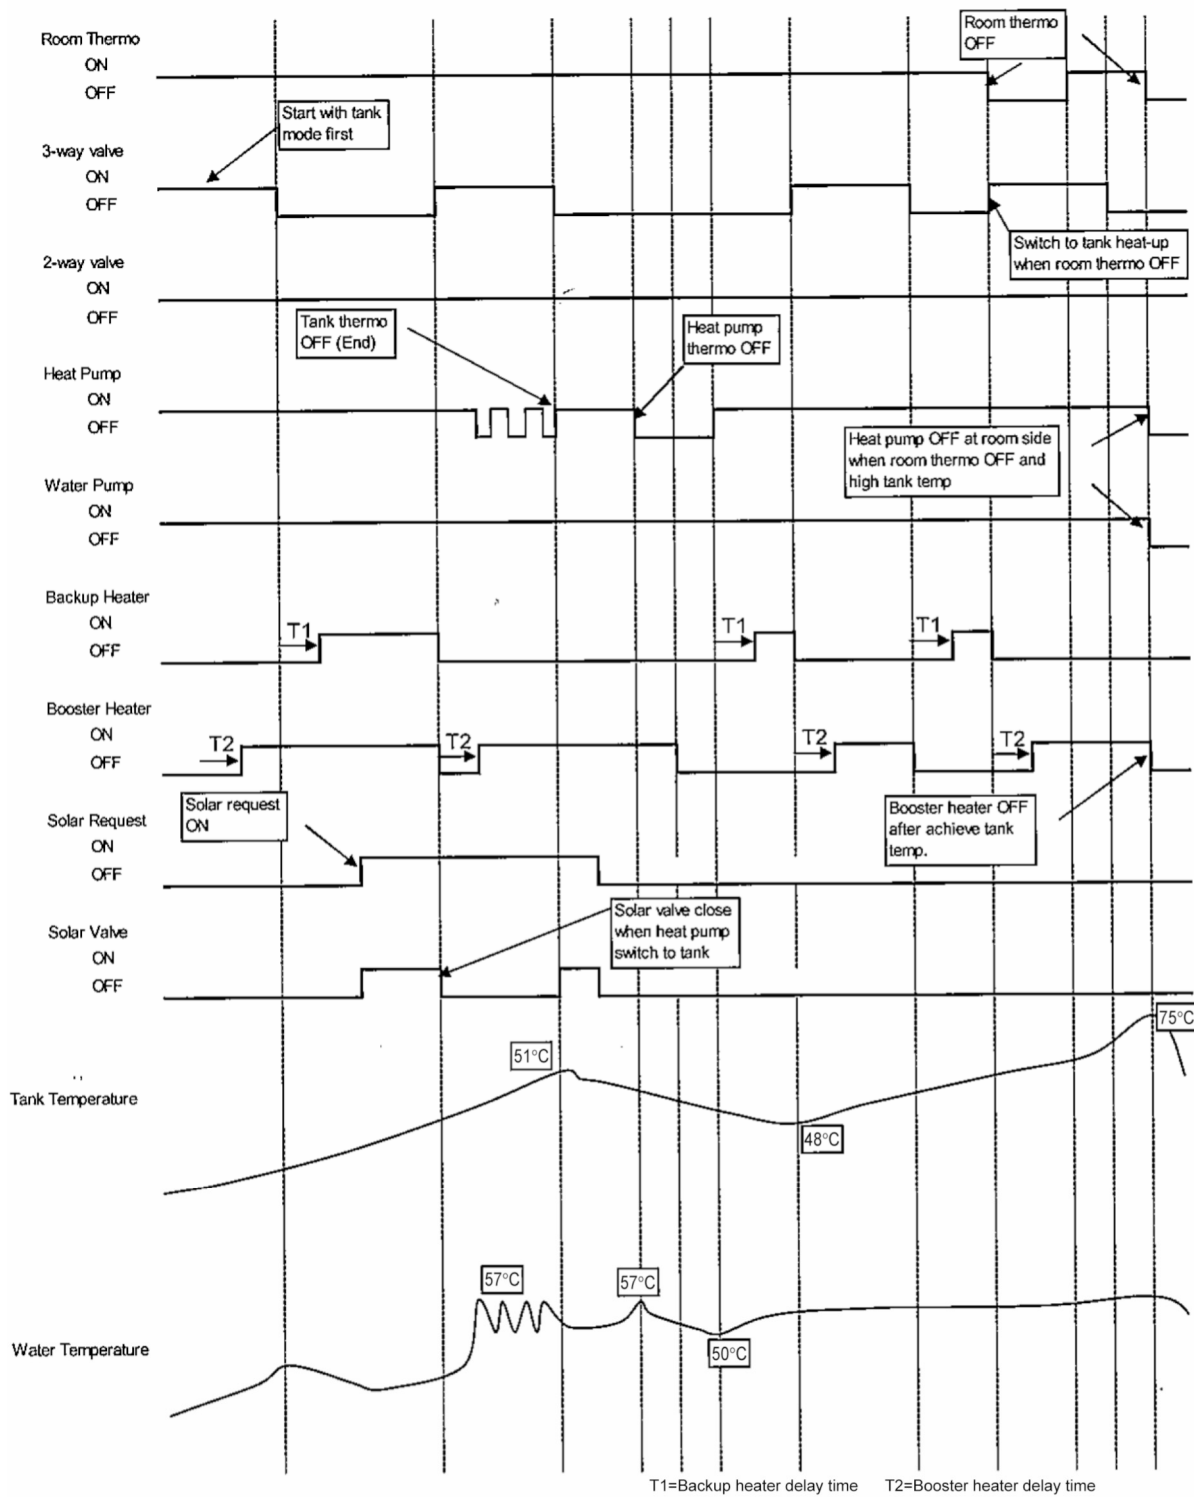 Room thermo
OFF
Room Thermo
ON
OFF
Start with tank
mode first
3-way valve
ON
OFF
Switch to tank heat-up
when room thermo OFF
2-way valve
ON
OFF
Tank thermo
OFF (End)
Heat pump
thermo OFF
Heat Pump
ON
OFF
Heat pump OFF at room side
when room thermo OFF and
high tank temp
Water Pump
ON
OFF
Backup Heater
ON
OFF
T1
T1
T1
Booster Heater
ON
OFF
T2
T2
T2
T2
Solar request
ON
Booster heater OFF
after achieve tank
temp.
Solar Request
ON
OFF
Solar valve close
when heat pump
switch to tank
Solar Valve
ON
OFF
75°C
51°C
Tank Temperature
48°C
57°C
57°C
Water Temperature
50°C
T1=Backup heater delay time
T2=Booster heater delay time